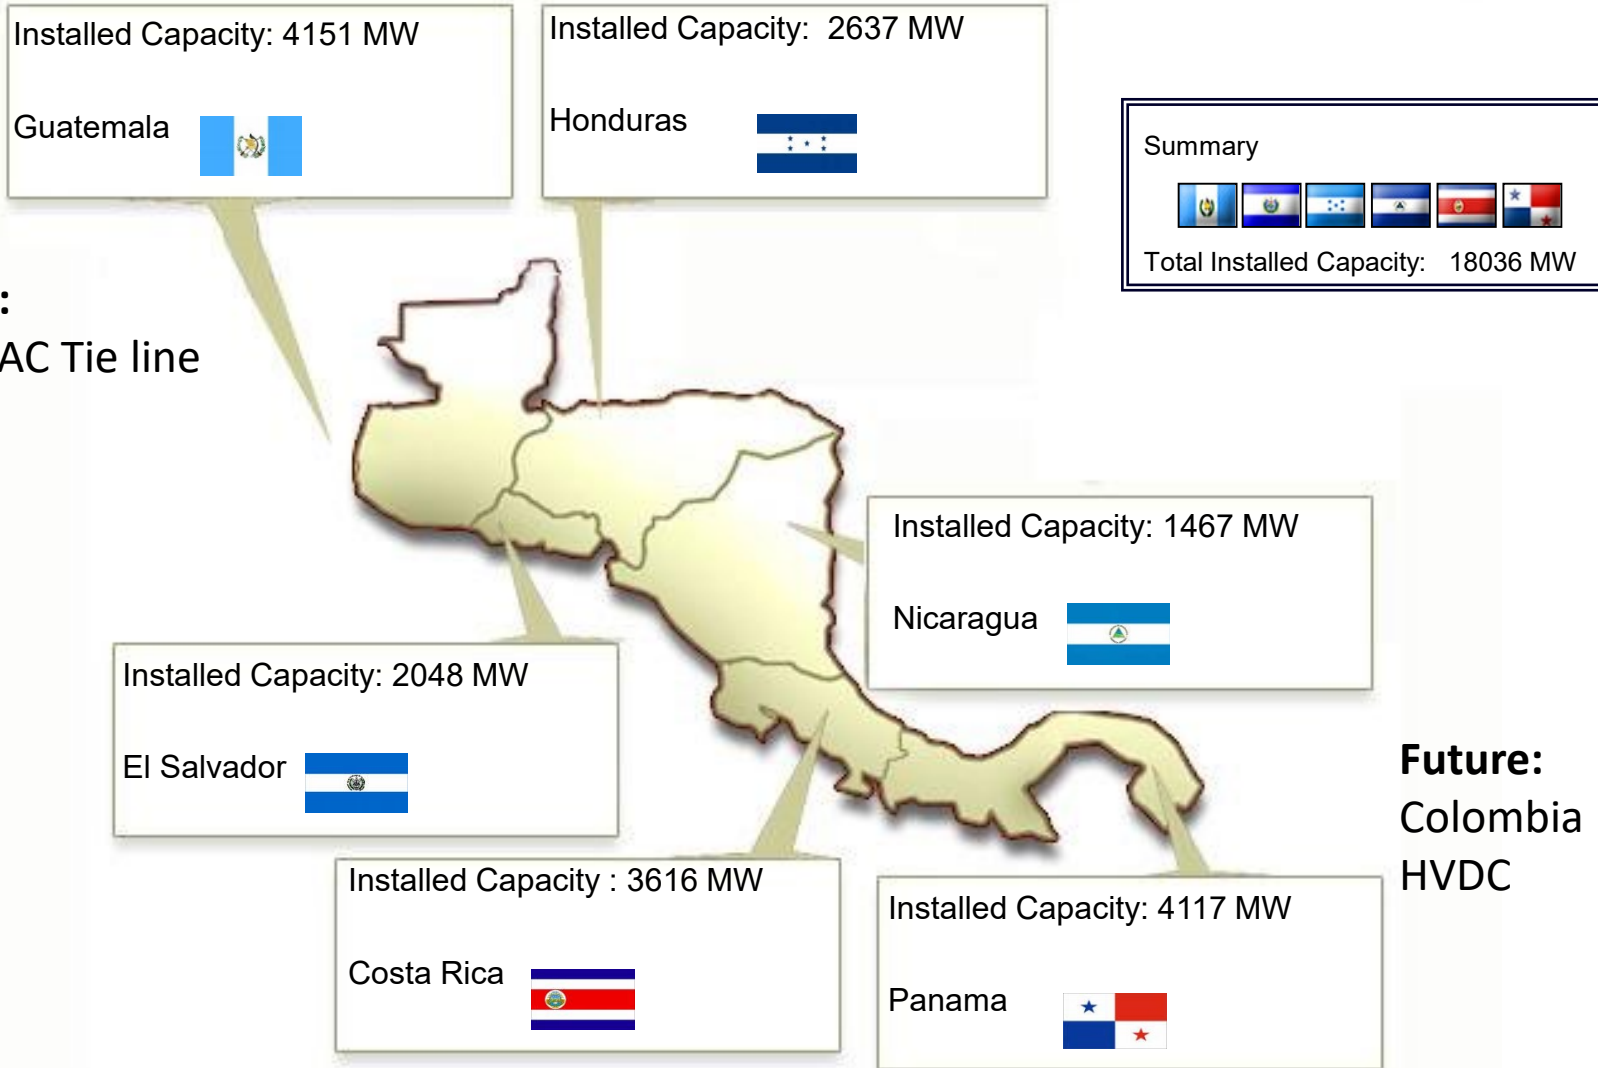 Installed Capacity: 4151 MW
Guatemala
Installed Capacity: 2637 MW
Honduras
Summary
Total Installed Capacity: 18036 MW
:
AC Tie line
Installed Capacity: 1467 MW
Nicaragua
Installed Capacity: 2048 MW
El Salvador
Future:
Colombia
HVDC
Installed Capacity : 3616 MW
Costa Rica
Installed Capacity: 4117 MW
Panama